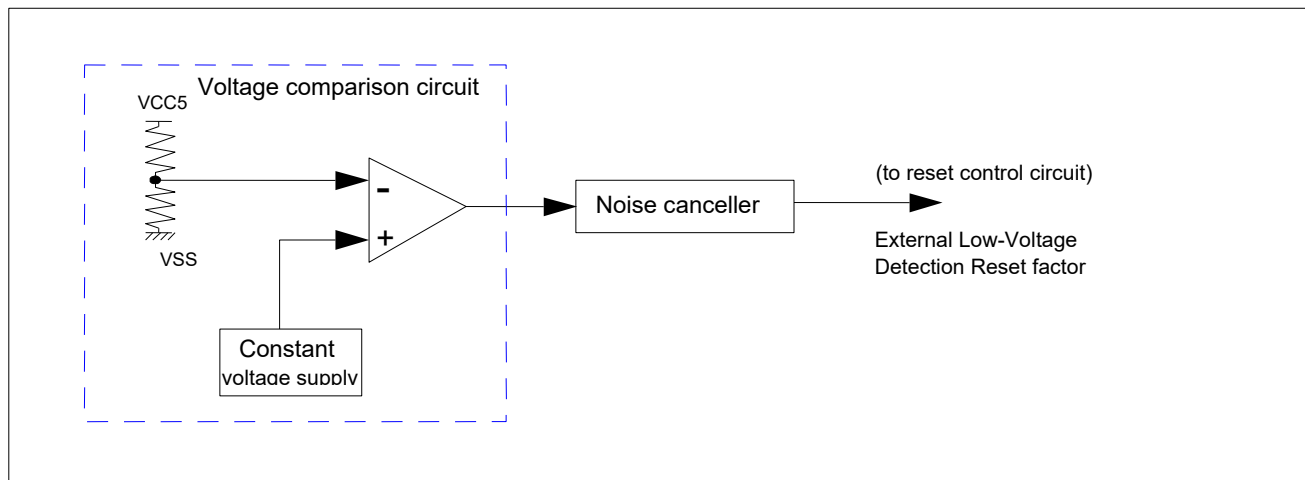 Voltage comparison circuit
VCC5
-
+
VSS
Constant
voltage supply
Noise canceller
(to reset control circuit)
External Low-Voltage
Detection Reset factor